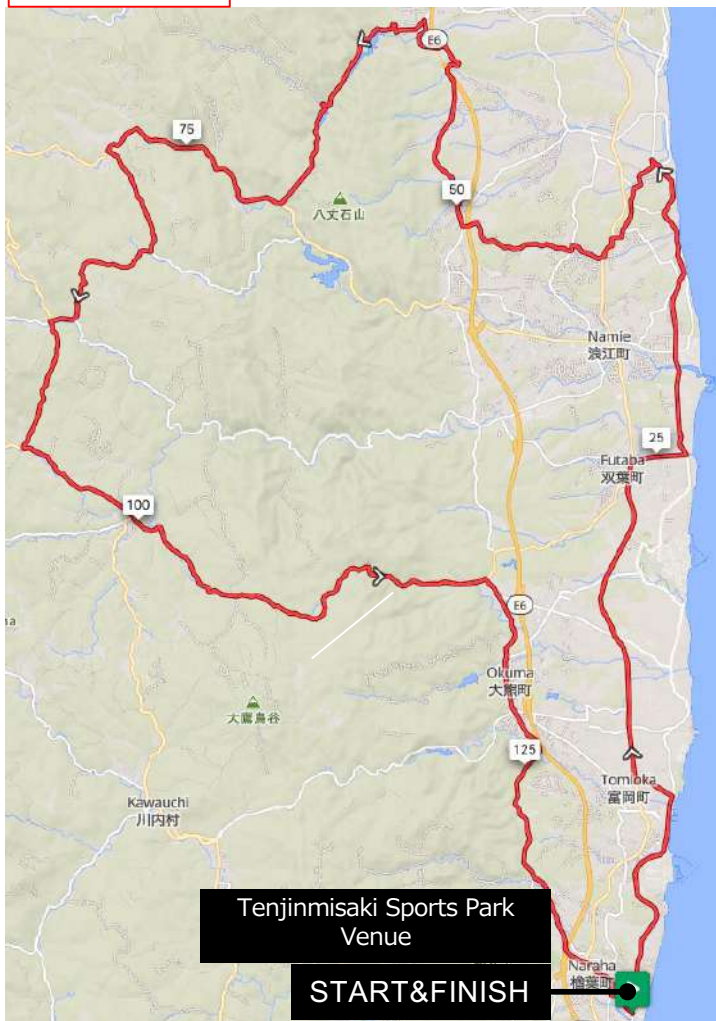 E6
75
50
八丈石山
Namie
浪江町
25
Futaba
双葉町
100
E6
Okuma
大熊町
125
大鷹鳥谷
Tomioka
富岡町
Kawauchi
川内村
Tenjinmisaki Sports Park
Venue
Naraha
楢葉町
START&FINISH